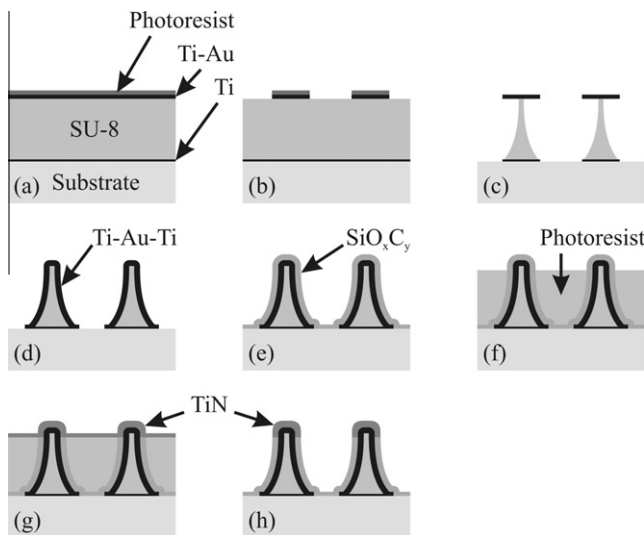 Photoresist
Ti-Au
Ti
SU-8
(a)
Substrate
(b)
(c)
Ti-Au-Ti
SiOxCy
Photoresist
(d)
(e)
(f)
TiN
(g)
(h)